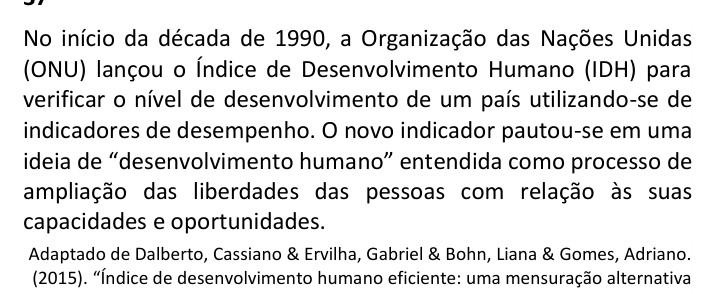 37
No início da década de 1990, a Organização das Nações Unidas
(ONU) lançou o Índice de Desenvolvimento Humano (IDH) para
verificar o nível de desenvolvimento de um país utilizando-se de
indicadores de desempenho. O novo indicador pautou-se em uma
ideia de “desenvolvimento humano” entendida como processo de
ampliação das liberdades das pessoas com relação às suas
capacidades e oportunidades.
Adaptado de Dalberto, Cassiano & Ervilha, Gabriel & Bohn, Liana & Gomes, Adriano.
(2015). “Índice de desenvolvimento humano eficiente: uma mensuração alternativa